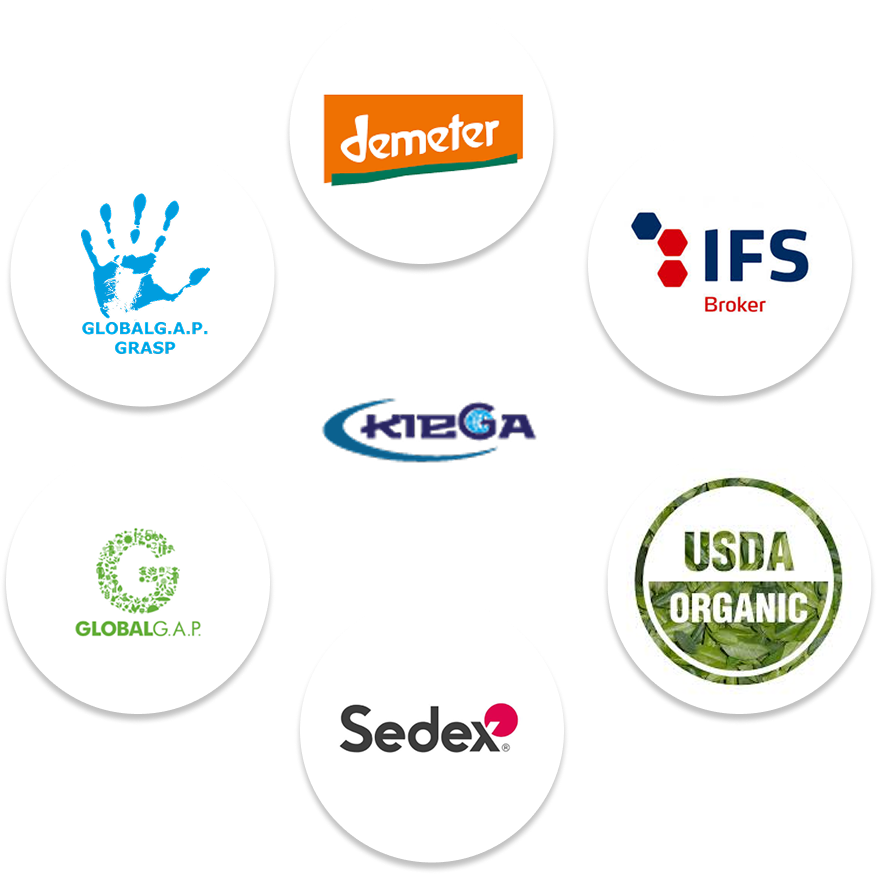 demeter
GLOBALG.A.P.
GRASP
IFS
Broker
KIEGA
GLOBALG.A.P.
USDA
ORGANIC
Sedex®